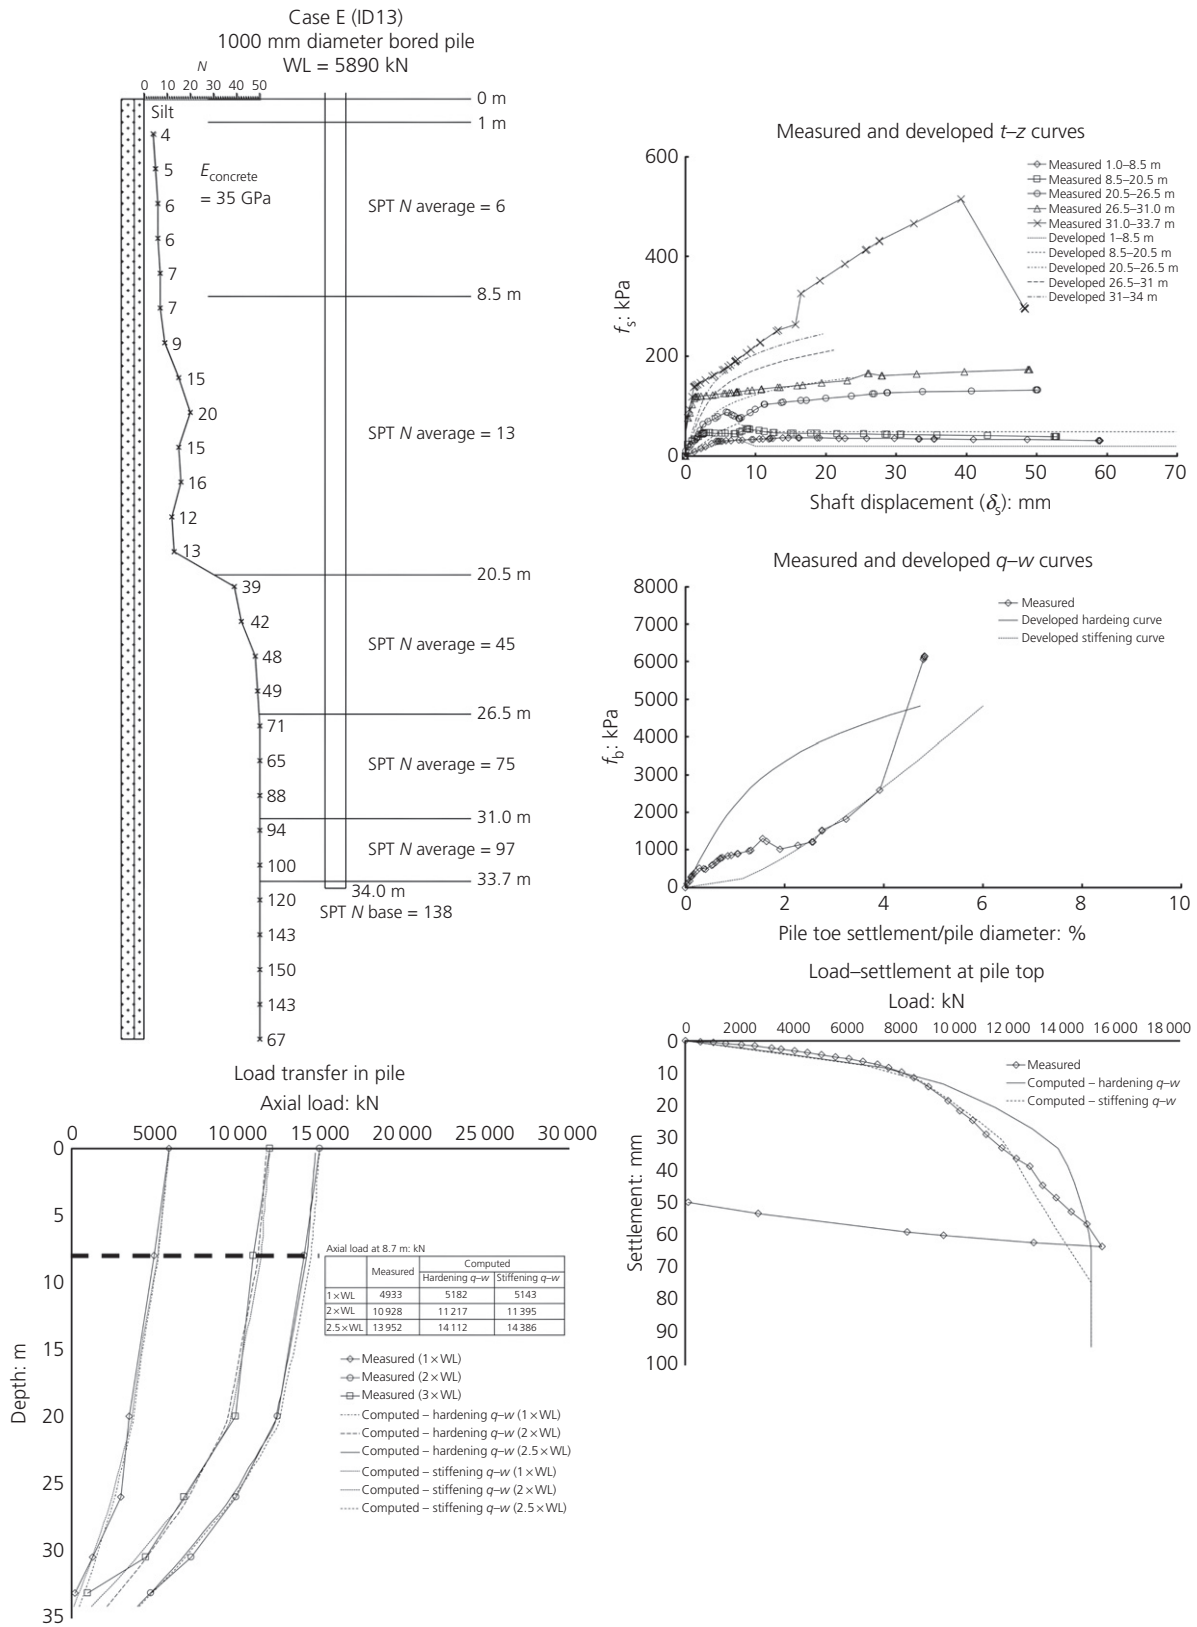 Case E (ID13)
1000 mm diameter bored pile
WL = 5890 kN
N
0 10 20 30 40 50
0 m
Silt
1 m
4
5
E concrete
= 35 GPa
6
SPT N average = 6
6
7
8.5 m
7
9
15
20
SPT N average = 13
15
16
12
13
20.5 m
39
42
SPT N average = 45
48
49
26.5 m
71
65
SPT N average = 75
88
31.0 m
94
SPT N average = 97
100
33.7 m
34.0 m
120
SPT N base = 138
143
150
143
67
Measured and developed t–z curves
600
400
200
0
fs: kPa
Measured 1.0–8.5 m
Measured 8.5–20.5 m
Measured 20.5–26.5 m
Measured 26.5–31.0 m
Measured 31.0–33.7 m
Developed 1–8.5 m
Developed 8.5–20.5 m
Developed 20.5–26.5 m
Developed 26.5–31 m
Developed 31–34 m
0 10 20 30 40 50 60 70
Shaft displacement (δs): mm
Measured and developed q–w curves
8000
7000
6000
5000
4000
3000
2000
1000
0
fb: kPa
Measured
Developed hardeing curve
Developed stiffening curve
0 2 4 6 8 10
Pile toe settlement/pile diameter: %
Load–settlement at pile top
Load: kN
0 2000 4000 6000 8000 10 000 12 000 14 000 16 000 18 000
0
10
20
30
40
50
60
70
80
90
100
Settlement: mm
Measured
Computed – hardening q–w
Computed – stiffening q–w
Load transfer in pile
Axial load: kN
0 5000 10 000 15 000 20 000 25 000 30 000
0
5
10
15
20
25
30
35
Depth: m
Axial load at 8.7 m: kN
Measured Computed
Hardening q–w Stiffening q–w
1×WL 4933 5182 5143
2×WL 10 928 11 217 11 395
2.5×WL 13 952 14 112 14 386
Measured (1×WL)
Measured (2×WL)
Measured (3×WL)
Computed – hardening q–w (1×WL)
Computed – hardening q–w (2×WL)
Computed – hardening q–w (2.5×WL)
Computed – stiffening q–w (1×WL)
Computed – stiffening q–w (2×WL)
Computed – stiffening q–w (2.5×WL)